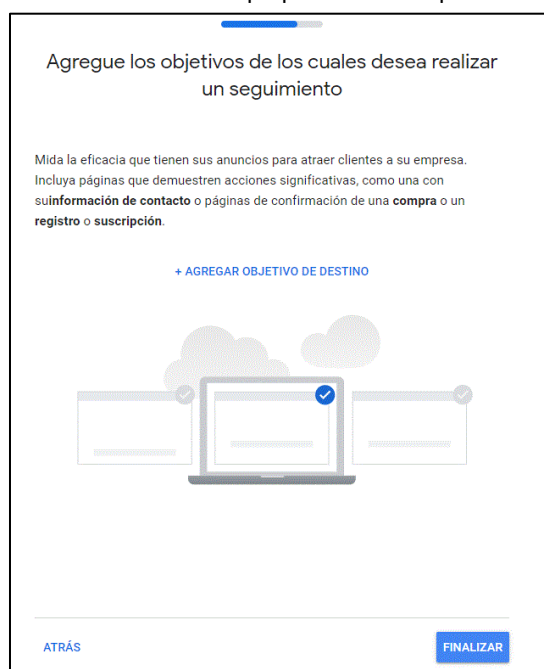 Agregue los objetivos de los cuales desea realizar
un seguimiento
Mida la eficacia que tienen sus anuncios para atraer clientes a su empresa.
Incluya páginas que demuestren acciones significativas, como una con
suinformación de contacto o páginas de confirmación de una compra o un
registro o suscripción.
+ AGREGAR OBJETIVO DE DESTINO
ATRÁS
FINALIZAR